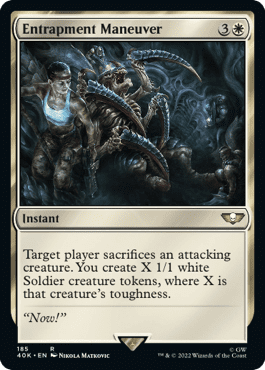 Entrapment Maneuver 3
Instant
Target player sacrifices an attacking
creature. You create X 1/1 white
Soldier creature tokens, where X is
that creature's toughness.
"Now!"
185 R © GW
40K • EN NIKOLA MATKOVIC ™ & © 2022 Wizards of the Coast